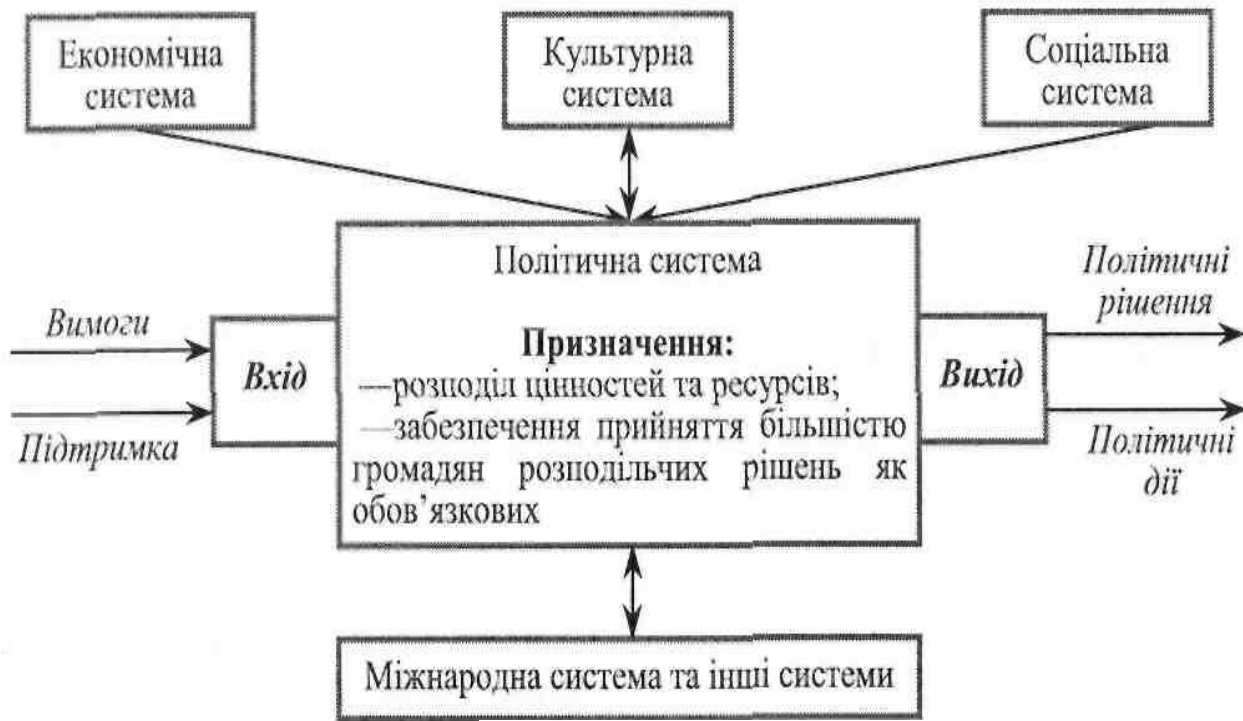 Економічна
система
Культурна
система
Соціальна
система
Політична система
Призначення:
—розподіл цінностей та ресурсів;
—забезпечення прийняття більшістю
громадян розподільчих рішень як
обов’язкових
Вимоги
Підтримка
Вхід
Вихід
Політичні
рішення
Політичні
дії
Міжнародна система та інші системи